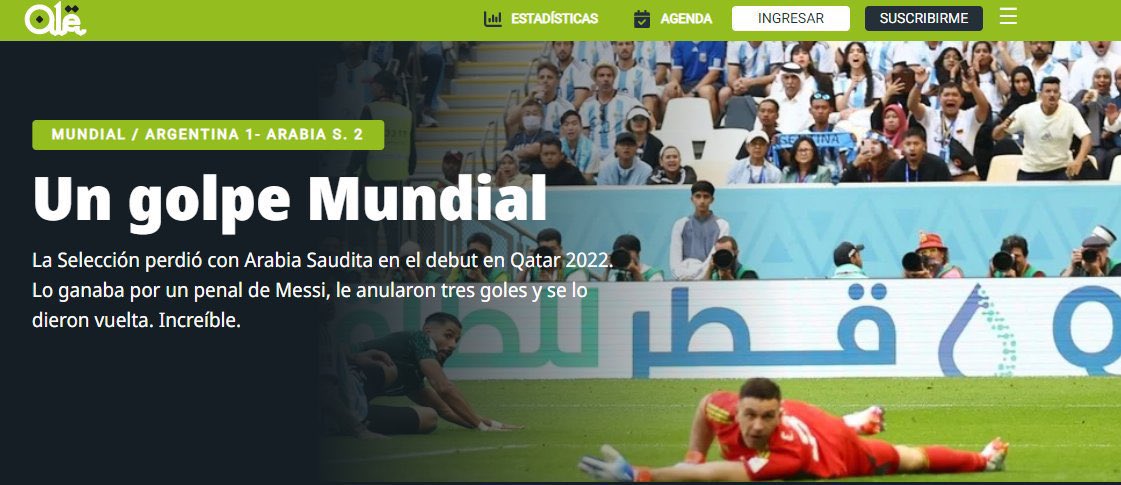 Olé
ESTADÍSTICAS
AGENDA
INGRESAR
SUSCRIBIRME
MUNDIAL / ARGENTINA 1- ARABIA S. 2
Un golpe Mundial
La Selección perdió con Arabia Saudita en el debut en Qatar 2022.
Lo ganaba por un penal de Messi, le anularon tres goles y se lo
dieron vuelta. Increíble.
قطر